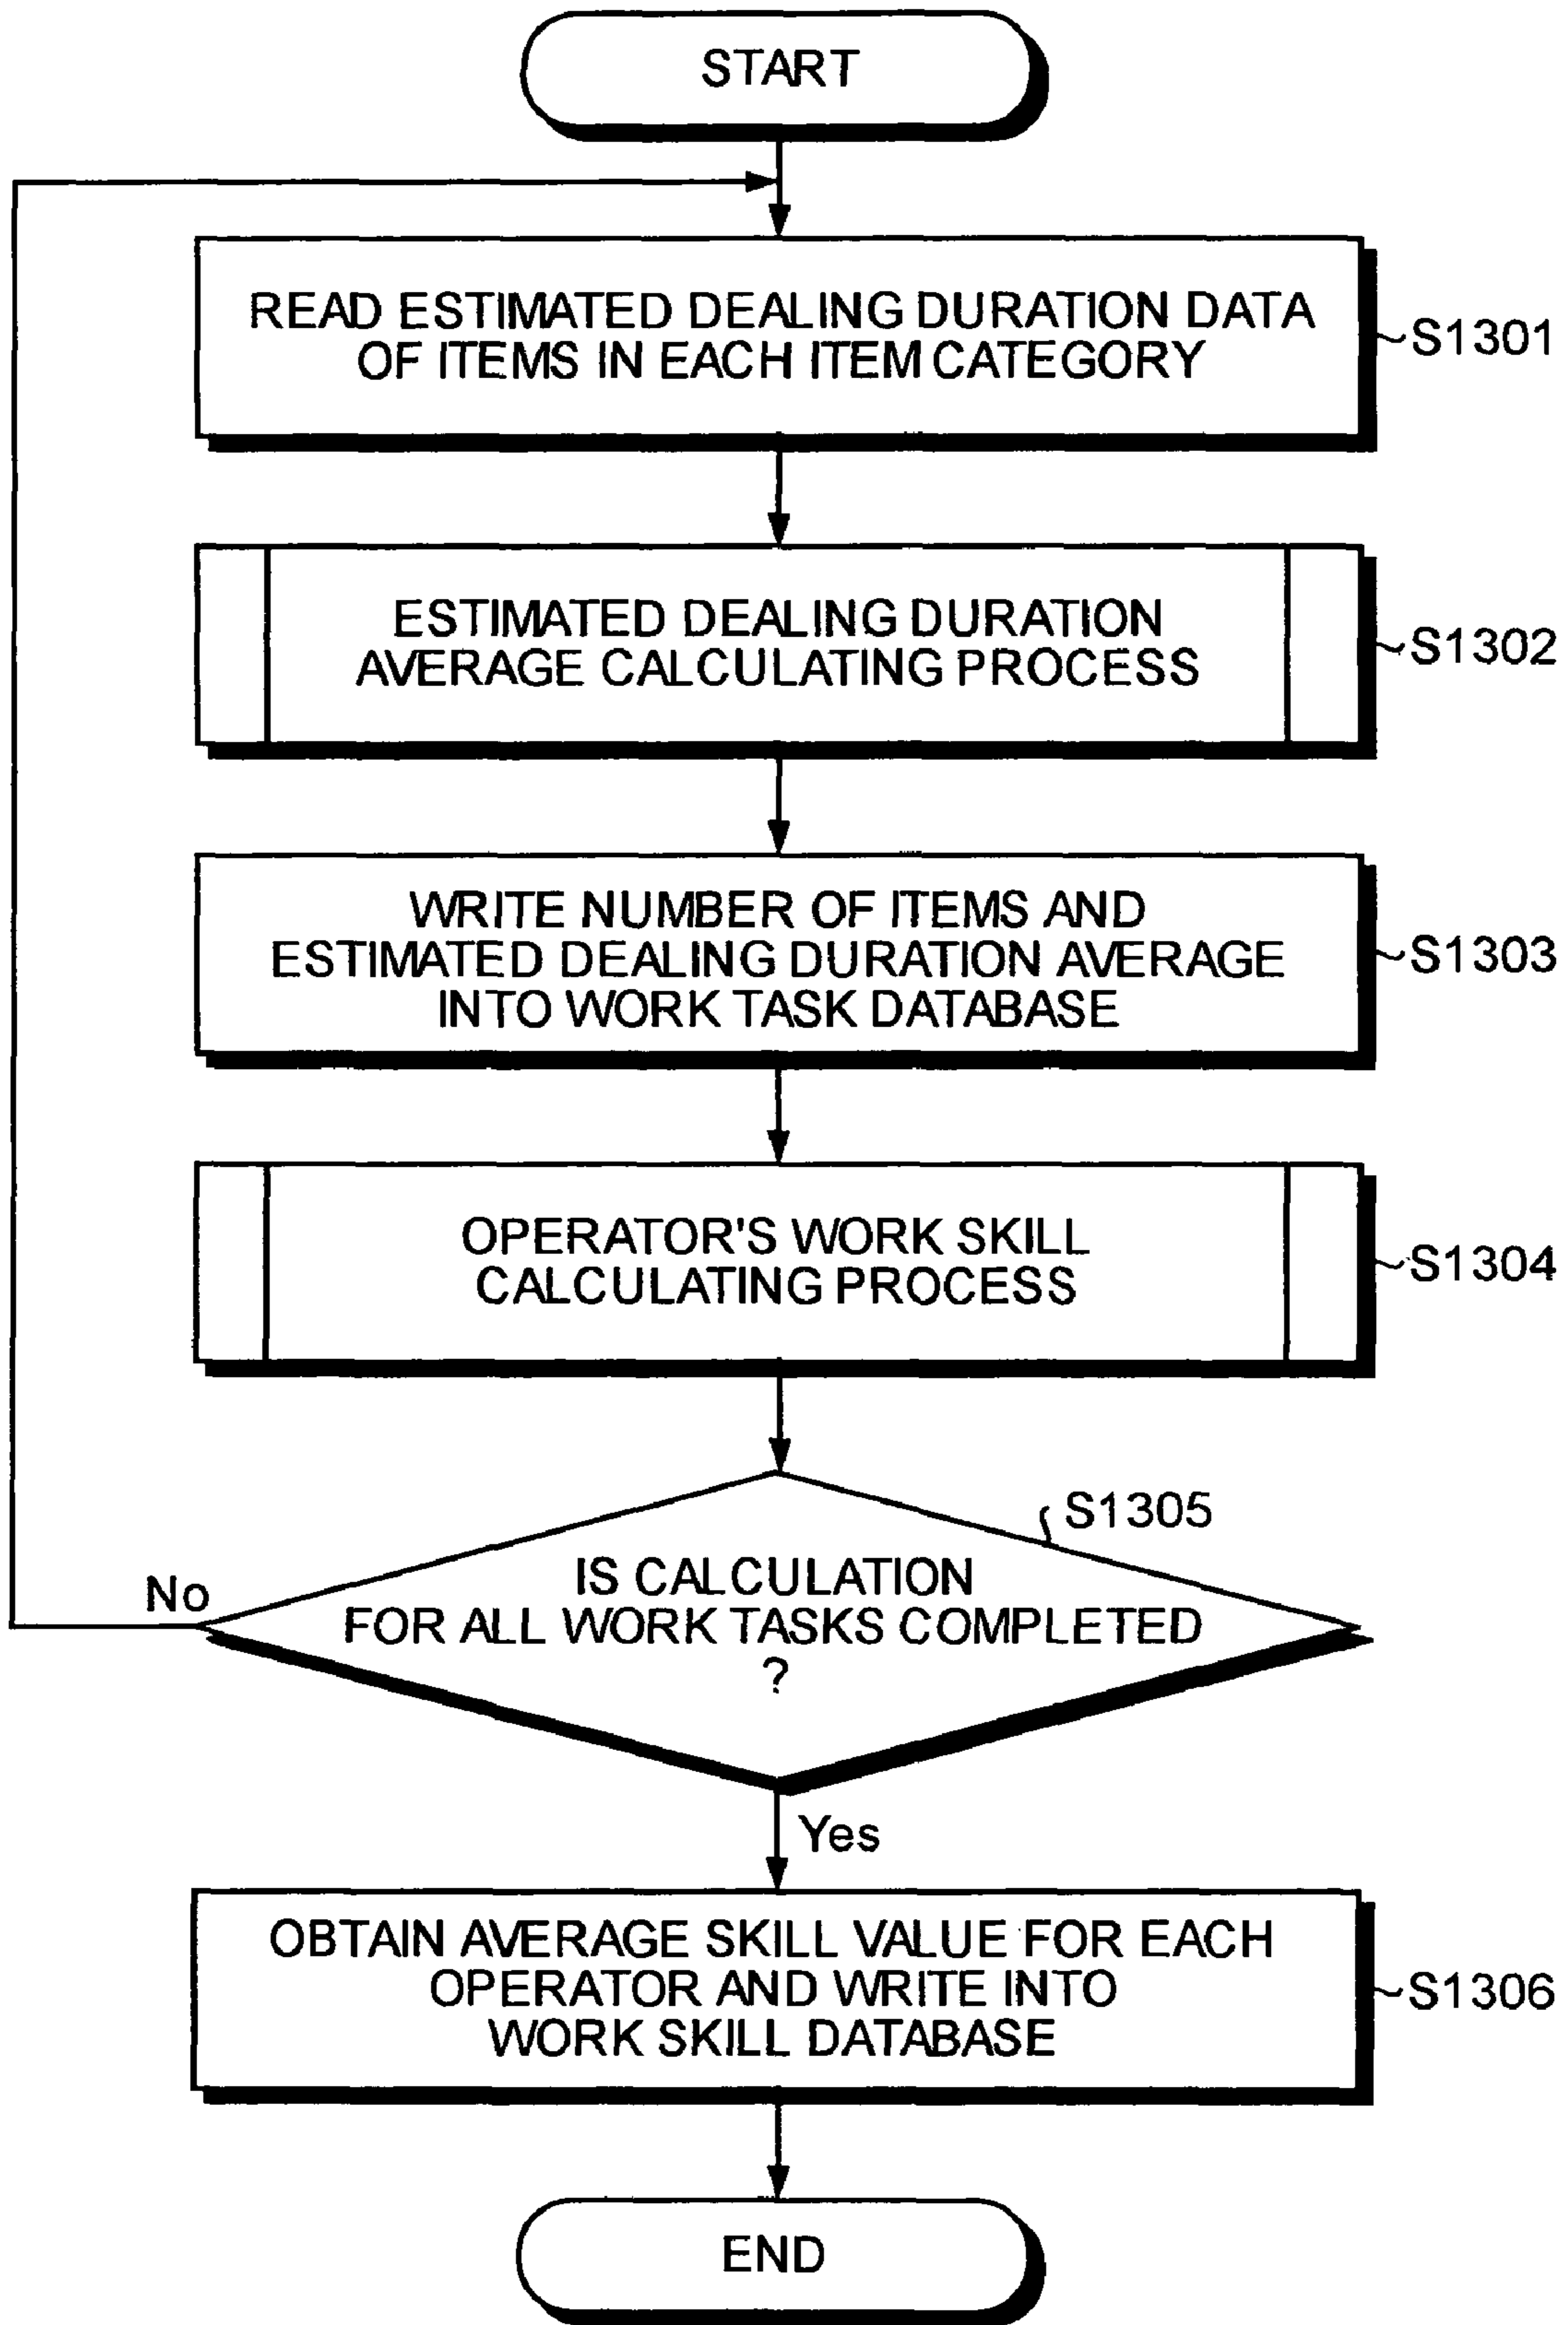 START
READ ESTIMATED DEALING DURATION DATA
OF ITEMS IN EACH ITEM CATEGORY
S1301
ESTIMATED DEALING DURATION
AVERAGE CALCULATING PROCESS
S1302
WRITE NUMBER OF ITEMS AND
ESTIMATED DEALING DURATION AVERAGE
INTO WORK TASK DATABASE
S1303
OPERATOR'S WORK SKILL
CALCULATING PROCESS
S1304
S1305
IS CALCULATION
FOR ALL WORK TASKS COMPLETED
?
No
Yes
OBTAIN AVERAGE SKILL VALUE FOR EACH
OPERATOR AND WRITE INTO
WORK SKILL DATABASE
S1306
END